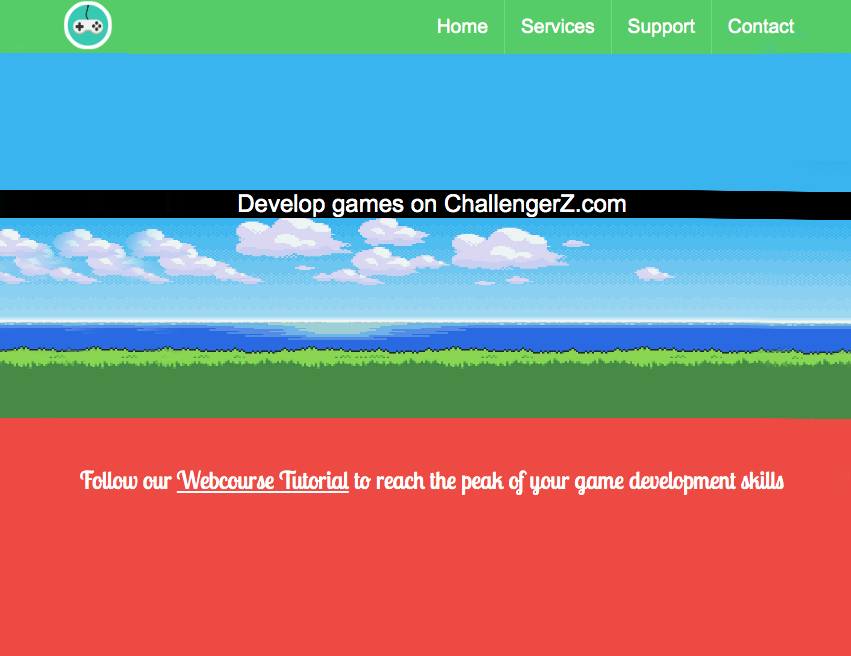 Home Services Support Contact
Develop games on ChallengerZ.com
Follow our Webcourse Tutorial to reach the peak of your game development skills